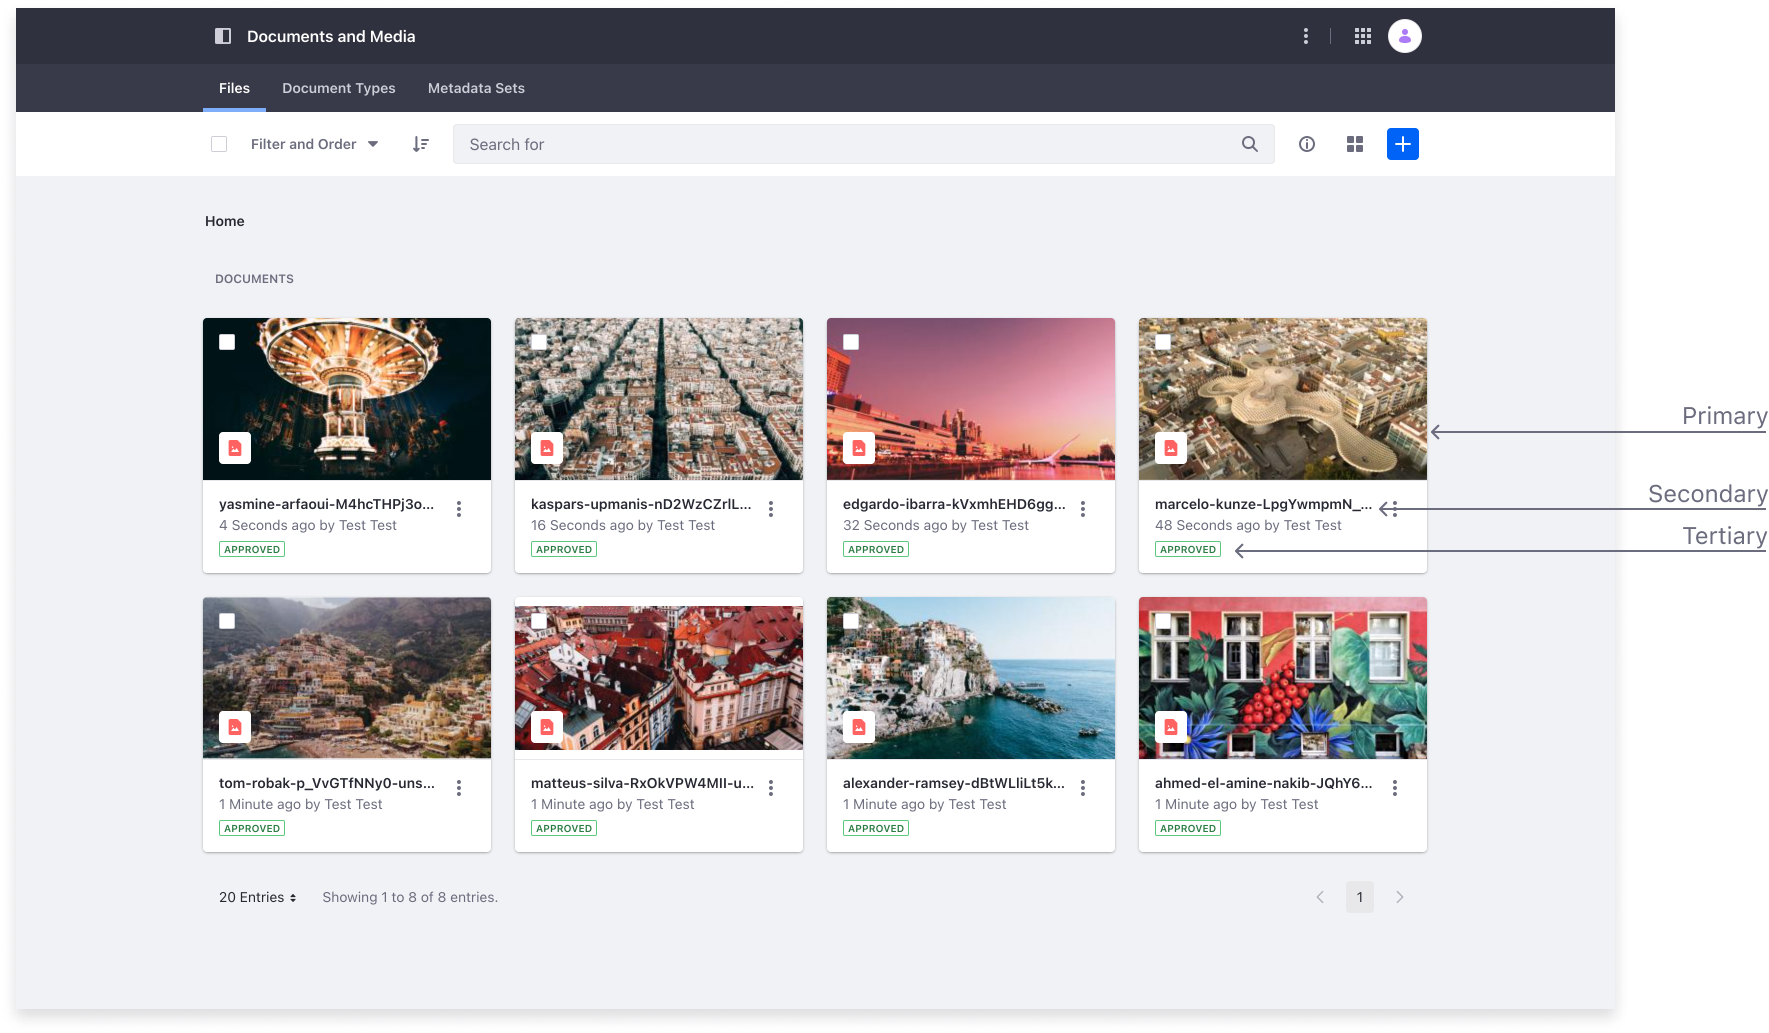 Documents and Media
Files Document Types Metadata Sets
Filter and Order Search for
Home
DOCUMENTS
Primary
yasmine-arfaoui-M4hcTHPj3o... kaspars-upmanis-nD2WzCZrlL... edgardo-ibarra-kVxmhEHD6gg... marcelo-kunze-LpgYwmpmN_... Secondary
4 Seconds ago by Test Test 16 Seconds ago by Test Test 32 Seconds ago by Test Test 48 Seconds ago by Test Test
APPROVED APPROVED APPROVED APPROVED Tertiary
tom-robak-p_VvGTfNNy0-uns... matteus-silva-RxOkVPW4MlI-u... alexander-ramsey-dBtWLliLt5k... ahmed-el-amine-nakib-JQhY6...
1 Minute ago by Test Test 1 Minute ago by Test Test 1 Minute ago by Test Test 1 Minute ago by Test Test
APPROVED APPROVED APPROVED APPROVED
20 Entries Showing 1 to 8 of 8 entries. 1